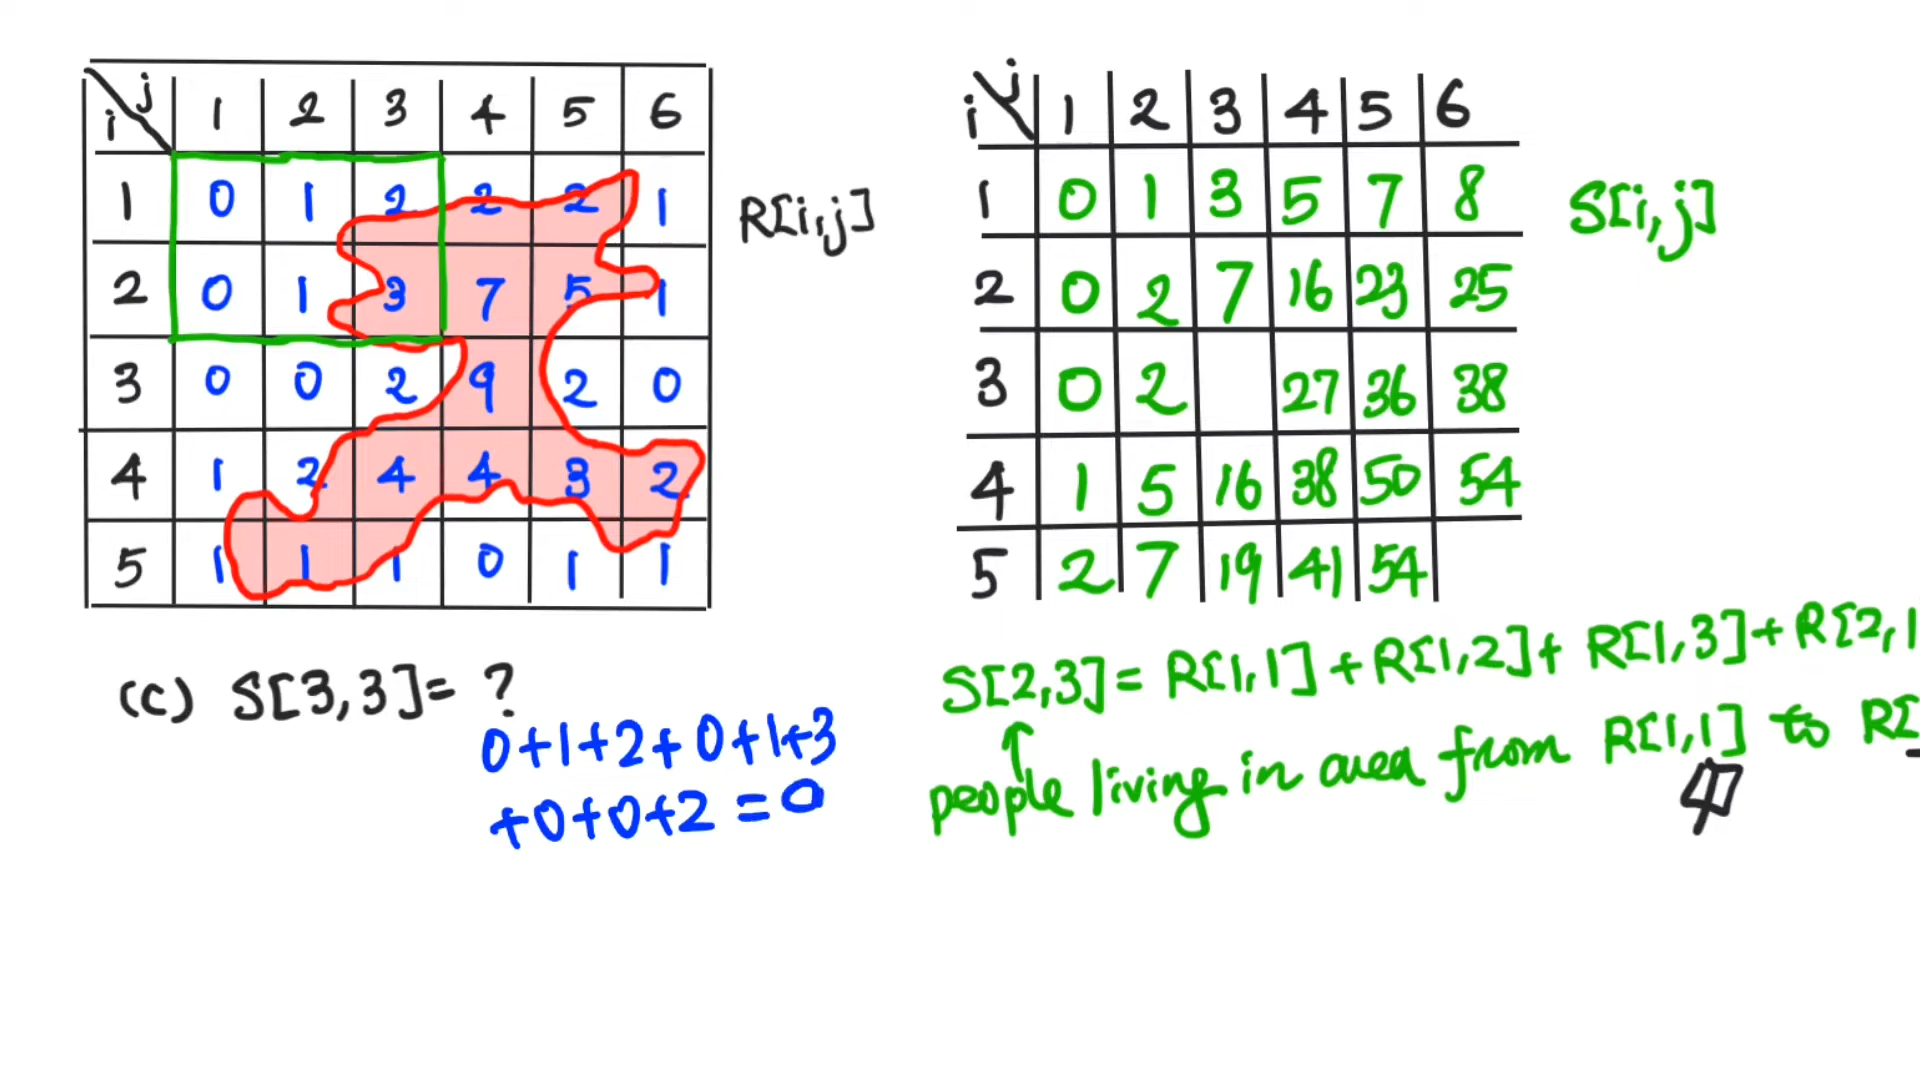 i j 1 2 3 4 5 6
1 0 1 2 2 2 1
2 0 1 3 7 5 1
3 0 0 2 9 2 0
4 1 2 4 4 3 2
5 1 1 1 0 1 1
R[i,j]
i j 1 2 3 4 5 6
1 0 1 3 5 7 8
2 0 2 7 16 23 25
3 0 2 27 36 38
4 1 5 16 38 50 54
5 2 7 19 41 54
S[i,j]
(c) S[3,3]= ?
0+1+2+0+1+3
+0+0+2 =0
S[2,3]= R[1,1]+R[1,2]+ R[1,3]+R[2,1
people living in area from R[1,1] to R[